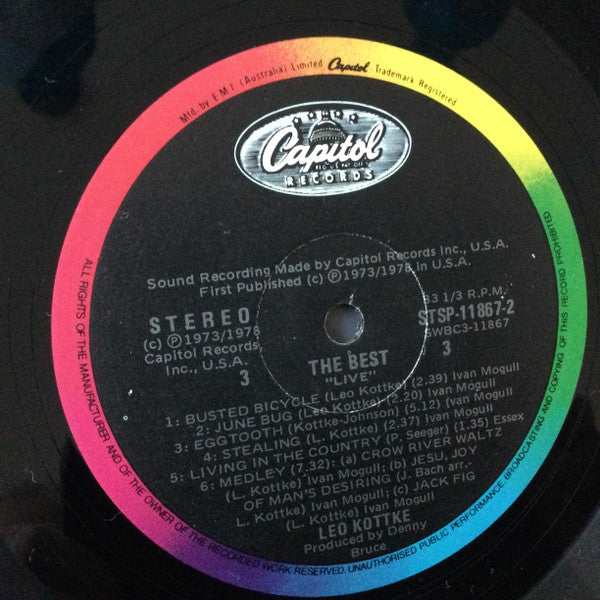 Mfd. by E M I (Australia) Limited Capitol Trademark Registered
Capitol
RECORDS
Sound Recording Made by Capitol Records Inc., U.S.A.
First Published (c) Ⓟ1973/1978 in U.S.A.
33 1/3 R.P.M.
STEREO
STSP-11867-2
(c) Ⓟ1973/1978
SWBC3-11867
Capitol Records
Inc., U.S.A.
3
3
THE BEST
"LIVE"
1: BUSTED BICYCLE (Leo Kottke) (2.39) Ivan Mogull
2: JUNE BUG (Leo Kottke) (2.20) Ivan Mogull
3: EGGTOOTH (Kottke-Johnson) (5.12) Ivan Mogull
4: STEALING (L. Kottke) (2,37) Ivan Mogull
5: LIVING IN THE COUNTRY (P. Seeger) (1.35) Essex
6: MEDLEY (7,32): (a) CROW RIVER WALTZ
(L. Kottke) Ivan Mogull; (b) JESU, JOY
OF MAN'S DESIRING (J. Bach arr.-
L. Kottke) Ivan Mogull; (c) JACK FIG
(L. Kottke) Ivan Mogull
LEO KOTTKE
Produced by Denny
Bruce
ALL RIGHTS OF THE MANUFACTURER AND OF THE OWNER OF THE RECORDED WORK RESERVED. UNAUTHORISED PUBLIC PERFORMANCE, BROADCASTING AND COPYING OF THIS RECORD PROHIBITED